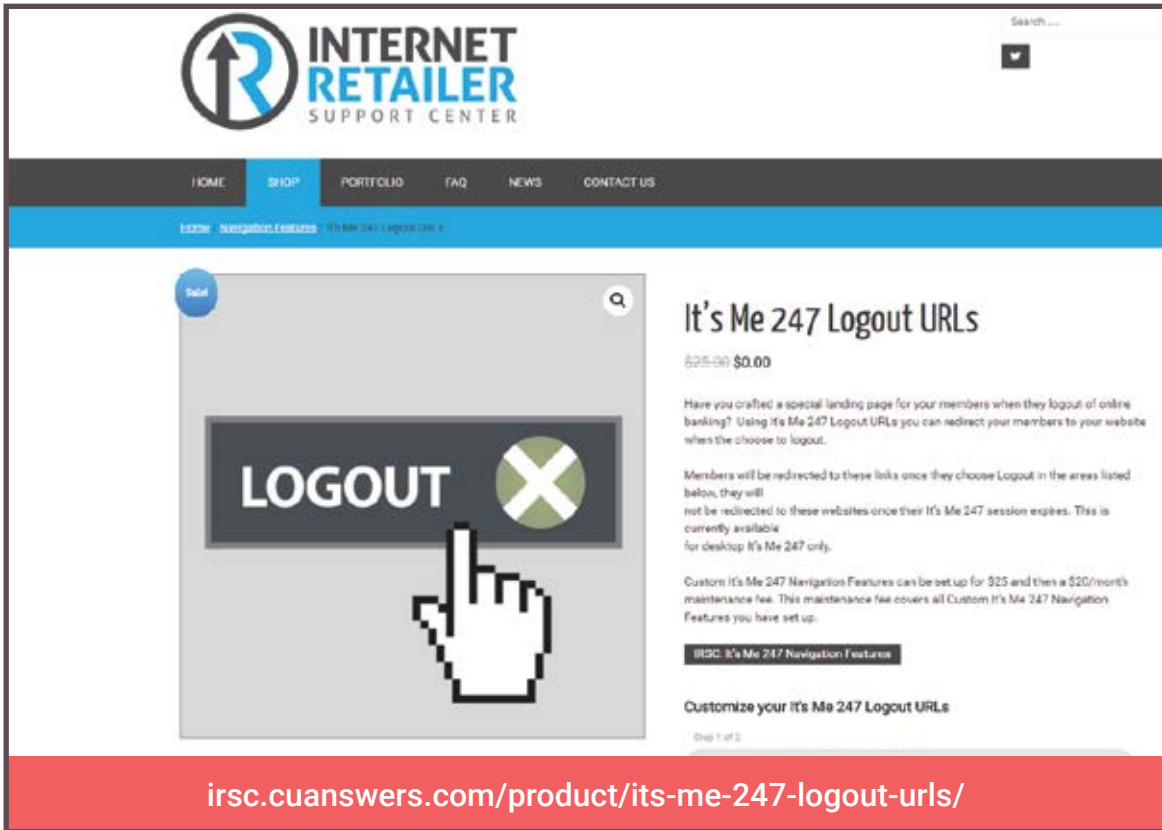 Search ...
INTERNET
RETAILER
SUPPORT CENTER
HOME SHOP PORTFOLIO FAQ NEWS CONTACT US
Home Navigation Features It's Me 247 Logout URLs
Sale!
It's Me 247 Logout URLs
$25.00 $0.00
Have you crafted a special landing page for your members when they logout of online
banking? Using It's Me 247 Logout URLs you can redirect your members to your website
when the choose to logout.
Members will be redirected to these links once they choose Logout in the areas listed
below, they will
not be redirected to these websites once their It's Me 247 session expires. This is
currently available
for desktop It's Me 247 only.
LOGOUT
Custom It's Me 247 Navigation Features can be set up for $25 and then a $20/month
maintenance fee. This maintenance fee covers all Custom It's Me 247 Navigation
Features you have set up.
IRSC: It's Me 247 Navigation Features
Customize your It's Me 247 Logout URLs
Step 1 of 2
irsc.cuanswers.com/product/its-me-247-logout-urls/